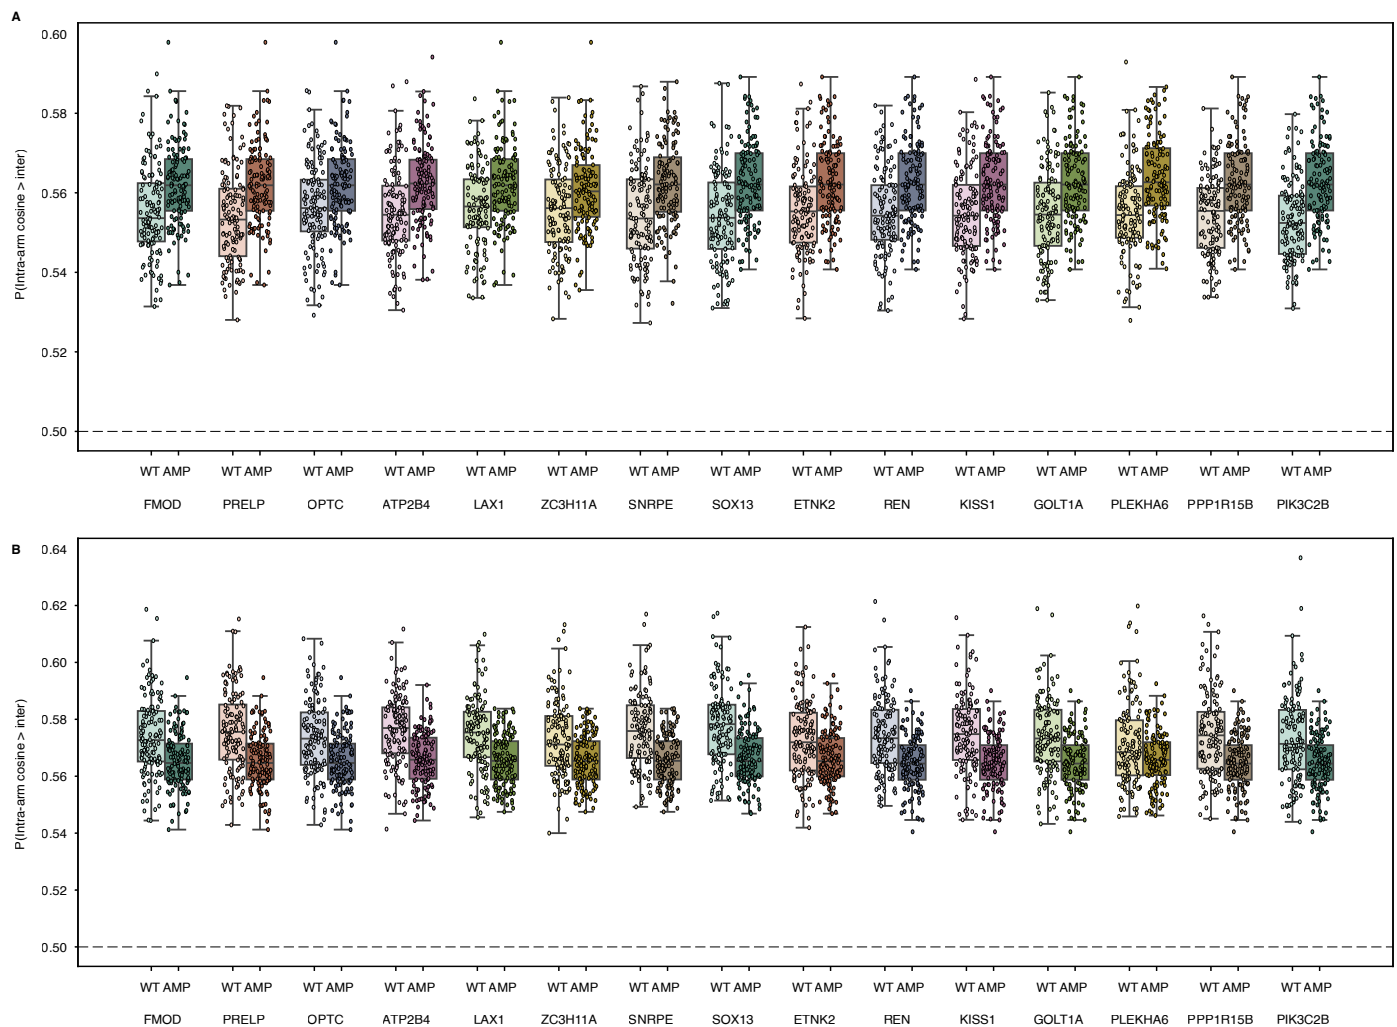 A
0.60
0.58
0.56
0.54
0.52
0.50
P(Intra-arm cosine > inter)
WT AMP WT AMP WT AMP WT AMP WT AMP WT AMP WT AMP WT AMP WT AMP WT AMP WT AMP WT AMP WT AMP WT AMP WT AMP
FMOD PRELP OPTC ATP2B4 LAX1 ZC3H11A SNRPE SOX13 ETNK2 REN KISS1 GOLT1A PLEKHA6 PPP1R15B PIK3C2B
B
0.64
0.62
0.60
0.58
0.56
0.54
0.52
0.50
P(Intra- arm cosine > inter)
WT AMP WT AMP WT AMP WT AMP WT AMP WT AMP WT AMP WT AMP WT AMP WT AMP WT AMP WT AMP WT AMP WT AMP WT AMP
FMOD PRELP OPTC ATP2B4 LAX1 ZC3H11A SNRPE SOX13 ETNK2 REN KISS1 GOLT1A PLEKHA6 PPP1R15B PIK3C2B